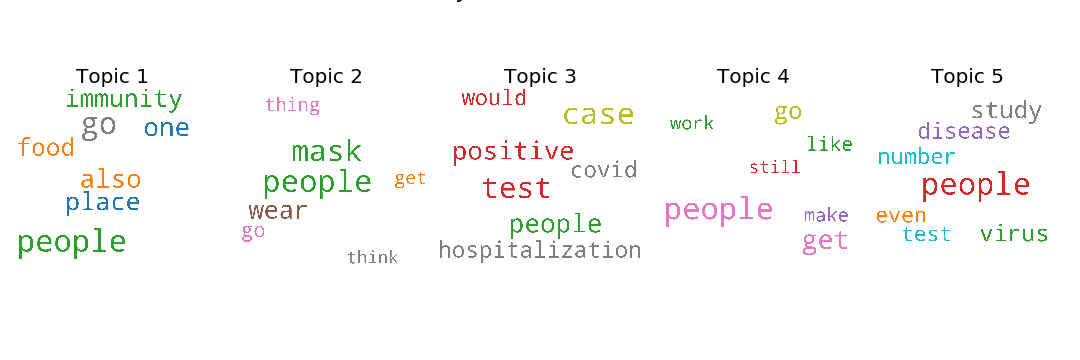 Topic 1
immunity
go one
food
also
place
people
Topic 2
thing
mask
people get
wear
go
think
Topic 3
would
case
positive
covid
test
people
hospitalization
Topic 4
go
work
like
still
people
make
get
Topic 5
study
disease
number
people
even
test virus